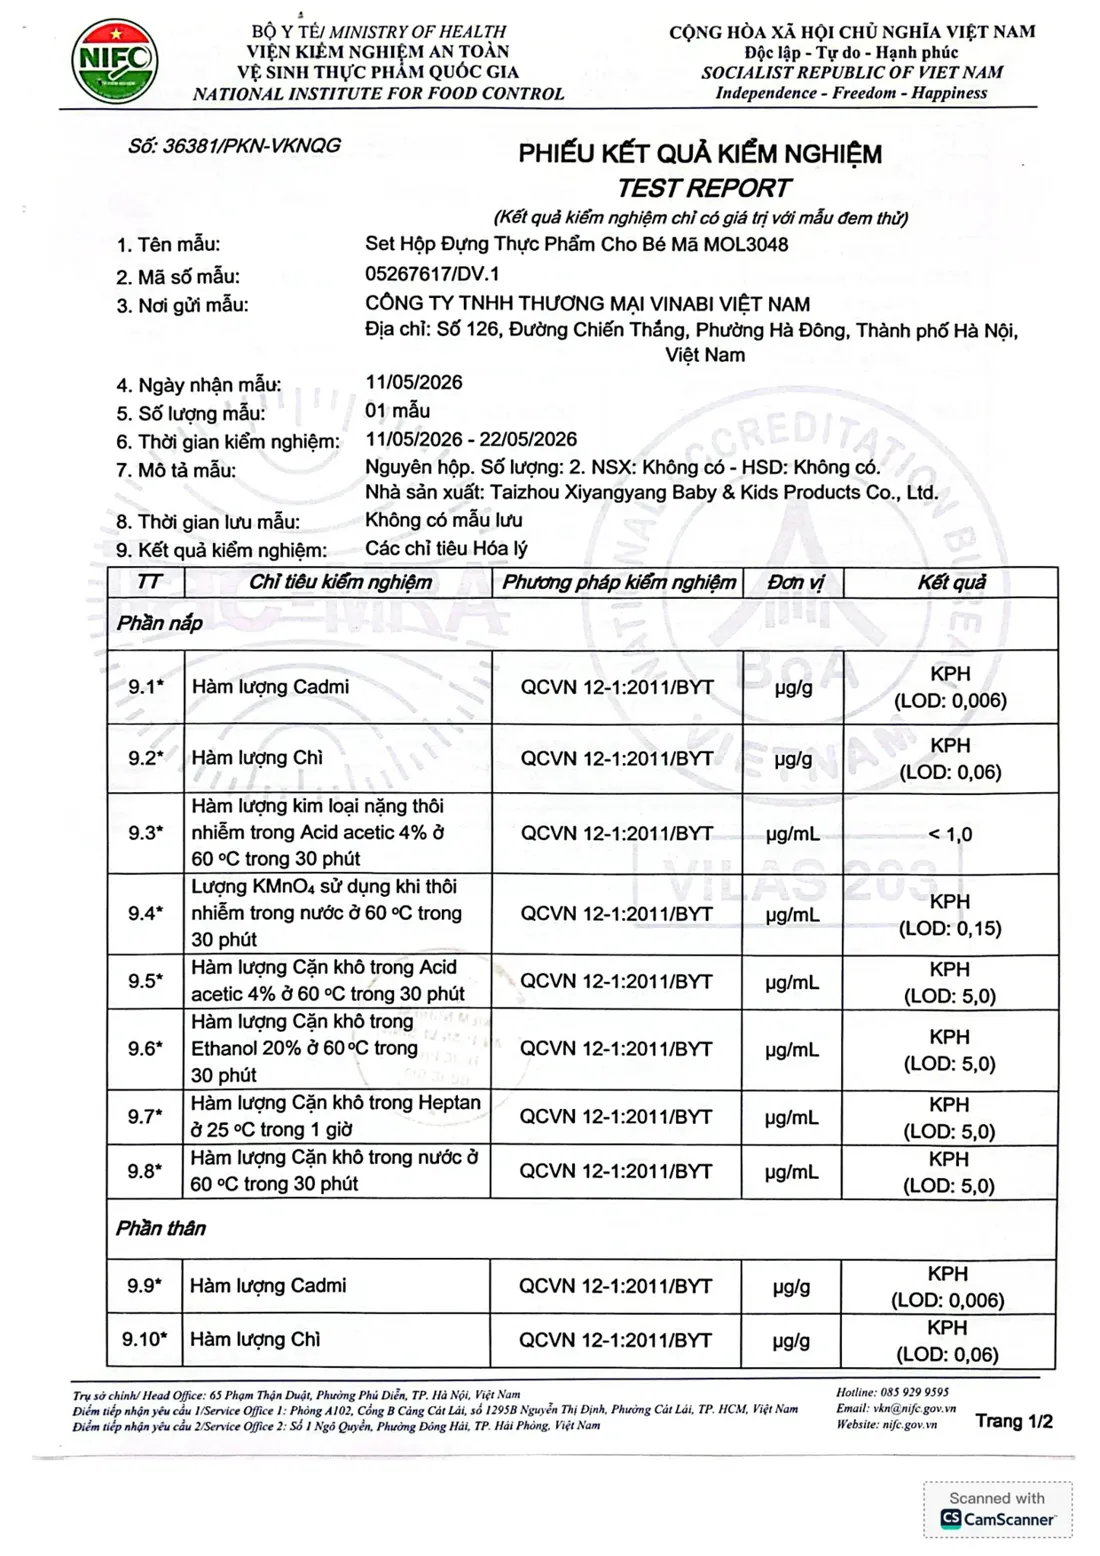 NIFC
BỘ Y TẾ/ MINISTRY OF HEALTH
VIỆN KIỂM NGHIỆM AN TOÀN
VỆ SINH THỰC PHẨM QUỐC GIA
NATIONAL INSTITUTE FOR FOOD CONTROL
CỘNG HÒA XÃ HỘI CHỦ NGHĨA VIỆT NAM
Độc lập - Tự do - Hạnh phúc
SOCIALIST REPUBLIC OF VIET NAM
Independence - Freedom - Happiness
Số: 36381/PKN-VKNQG
PHIẾU KẾT QUẢ KIỂM NGHIỆM
TEST REPORT
(Kết quả kiểm nghiệm chỉ có giá trị với mẫu đem thử)
1. Tên mẫu: Set Hộp Đựng Thực Phẩm Cho Bé Mã MOL3048
2. Mã số mẫu: 05267617/DV.1
3. Nơi gửi mẫu: CÔNG TY TNHH THƯƠNG MẠI VINABI VIỆT NAM
Địa chỉ: Số 126, Đường Chiến Thắng, Phường Hà Đông, Thành phố Hà Nội,
Việt Nam
4. Ngày nhận mẫu: 11/05/2026
5. Số lượng mẫu: 01 mẫu
6. Thời gian kiểm nghiệm: 11/05/2026 - 22/05/2026
7. Mô tả mẫu: Nguyên hộp. Số lượng: 2. NSX: Không có - HSD: Không có.
Nhà sản xuất: Taizhou Xiyangyang Baby & Kids Products Co., Ltd.
8. Thời gian lưu mẫu: Không có mẫu lưu
9. Kết quả kiểm nghiệm: Các chỉ tiêu Hóa lý
TT Chỉ tiêu kiểm nghiệm Phương pháp kiểm nghiệm Đơn vị Kết quả
Phần nắp
9.1* Hàm lượng Cadmi QCVN 12-1:2011/BYT µg/g KPH
(LOD: 0,006)
9.2* Hàm lượng Chì QCVN 12-1:2011/BYT µg/g KPH
(LOD: 0,06)
9.3* Hàm lượng kim loại nặng thôi
nhiễm trong Acid acetic 4% ở
60 ºC trong 30 phút QCVN 12-1:2011/BYT µg/mL < 1,0
9.4* Lượng KMnO₄ sử dụng khi thôi
nhiễm trong nước ở 60 ºC trong
30 phút QCVN 12-1:2011/BYT µg/mL KPH
(LOD: 0,15)
9.5* Hàm lượng Cặn khô trong Acid
acetic 4% ở 60 ºC trong 30 phút QCVN 12-1:2011/BYT µg/mL KPH
(LOD: 5,0)
9.6* Hàm lượng Cặn khô trong
Ethanol 20% ở 60 ºC trong
30 phút QCVN 12-1:2011/BYT µg/mL KPH
(LOD: 5,0)
9.7* Hàm lượng Cặn khô trong Heptan
ở 25 ºC trong 1 giờ QCVN 12-1:2011/BYT µg/mL KPH
(LOD: 5,0)
9.8* Hàm lượng Cặn khô trong nước ở
60 ºC trong 30 phút QCVN 12-1:2011/BYT µg/mL KPH
(LOD: 5,0)
Phần thân
9.9* Hàm lượng Cadmi QCVN 12-1:2011/BYT µg/g KPH
(LOD: 0,006)
9.10* Hàm lượng Chì QCVN 12-1:2011/BYT µg/g KPH
(LOD: 0,06)
ILAC-MRA
NATIONAL ACCREDITATION BUREAU
BoA
VIETNAM
VILAS 203
Trụ sở chính/ Head Office: 65 Phạm Thận Duật, Phường Phú Diễn, TP. Hà Nội, Việt Nam
Điểm tiếp nhận yêu cầu 1/Service Office 1: Phòng A102, Cổng B Cảng Cát Lái, số 1295B Nguyễn Thị Định, Phường Cát Lái, TP. HCM, Việt Nam
Điểm tiếp nhận yêu cầu 2/Service Office 2: Số 1 Ngô Quyền, Phường Đông Hải, TP. Hải Phòng, Việt Nam
Hotline: 085 929 9595
Email: vkn@nifc.gov.vn
Website: nifc.gov.vn
Trang 1/2
Scanned with
CS CamScanner